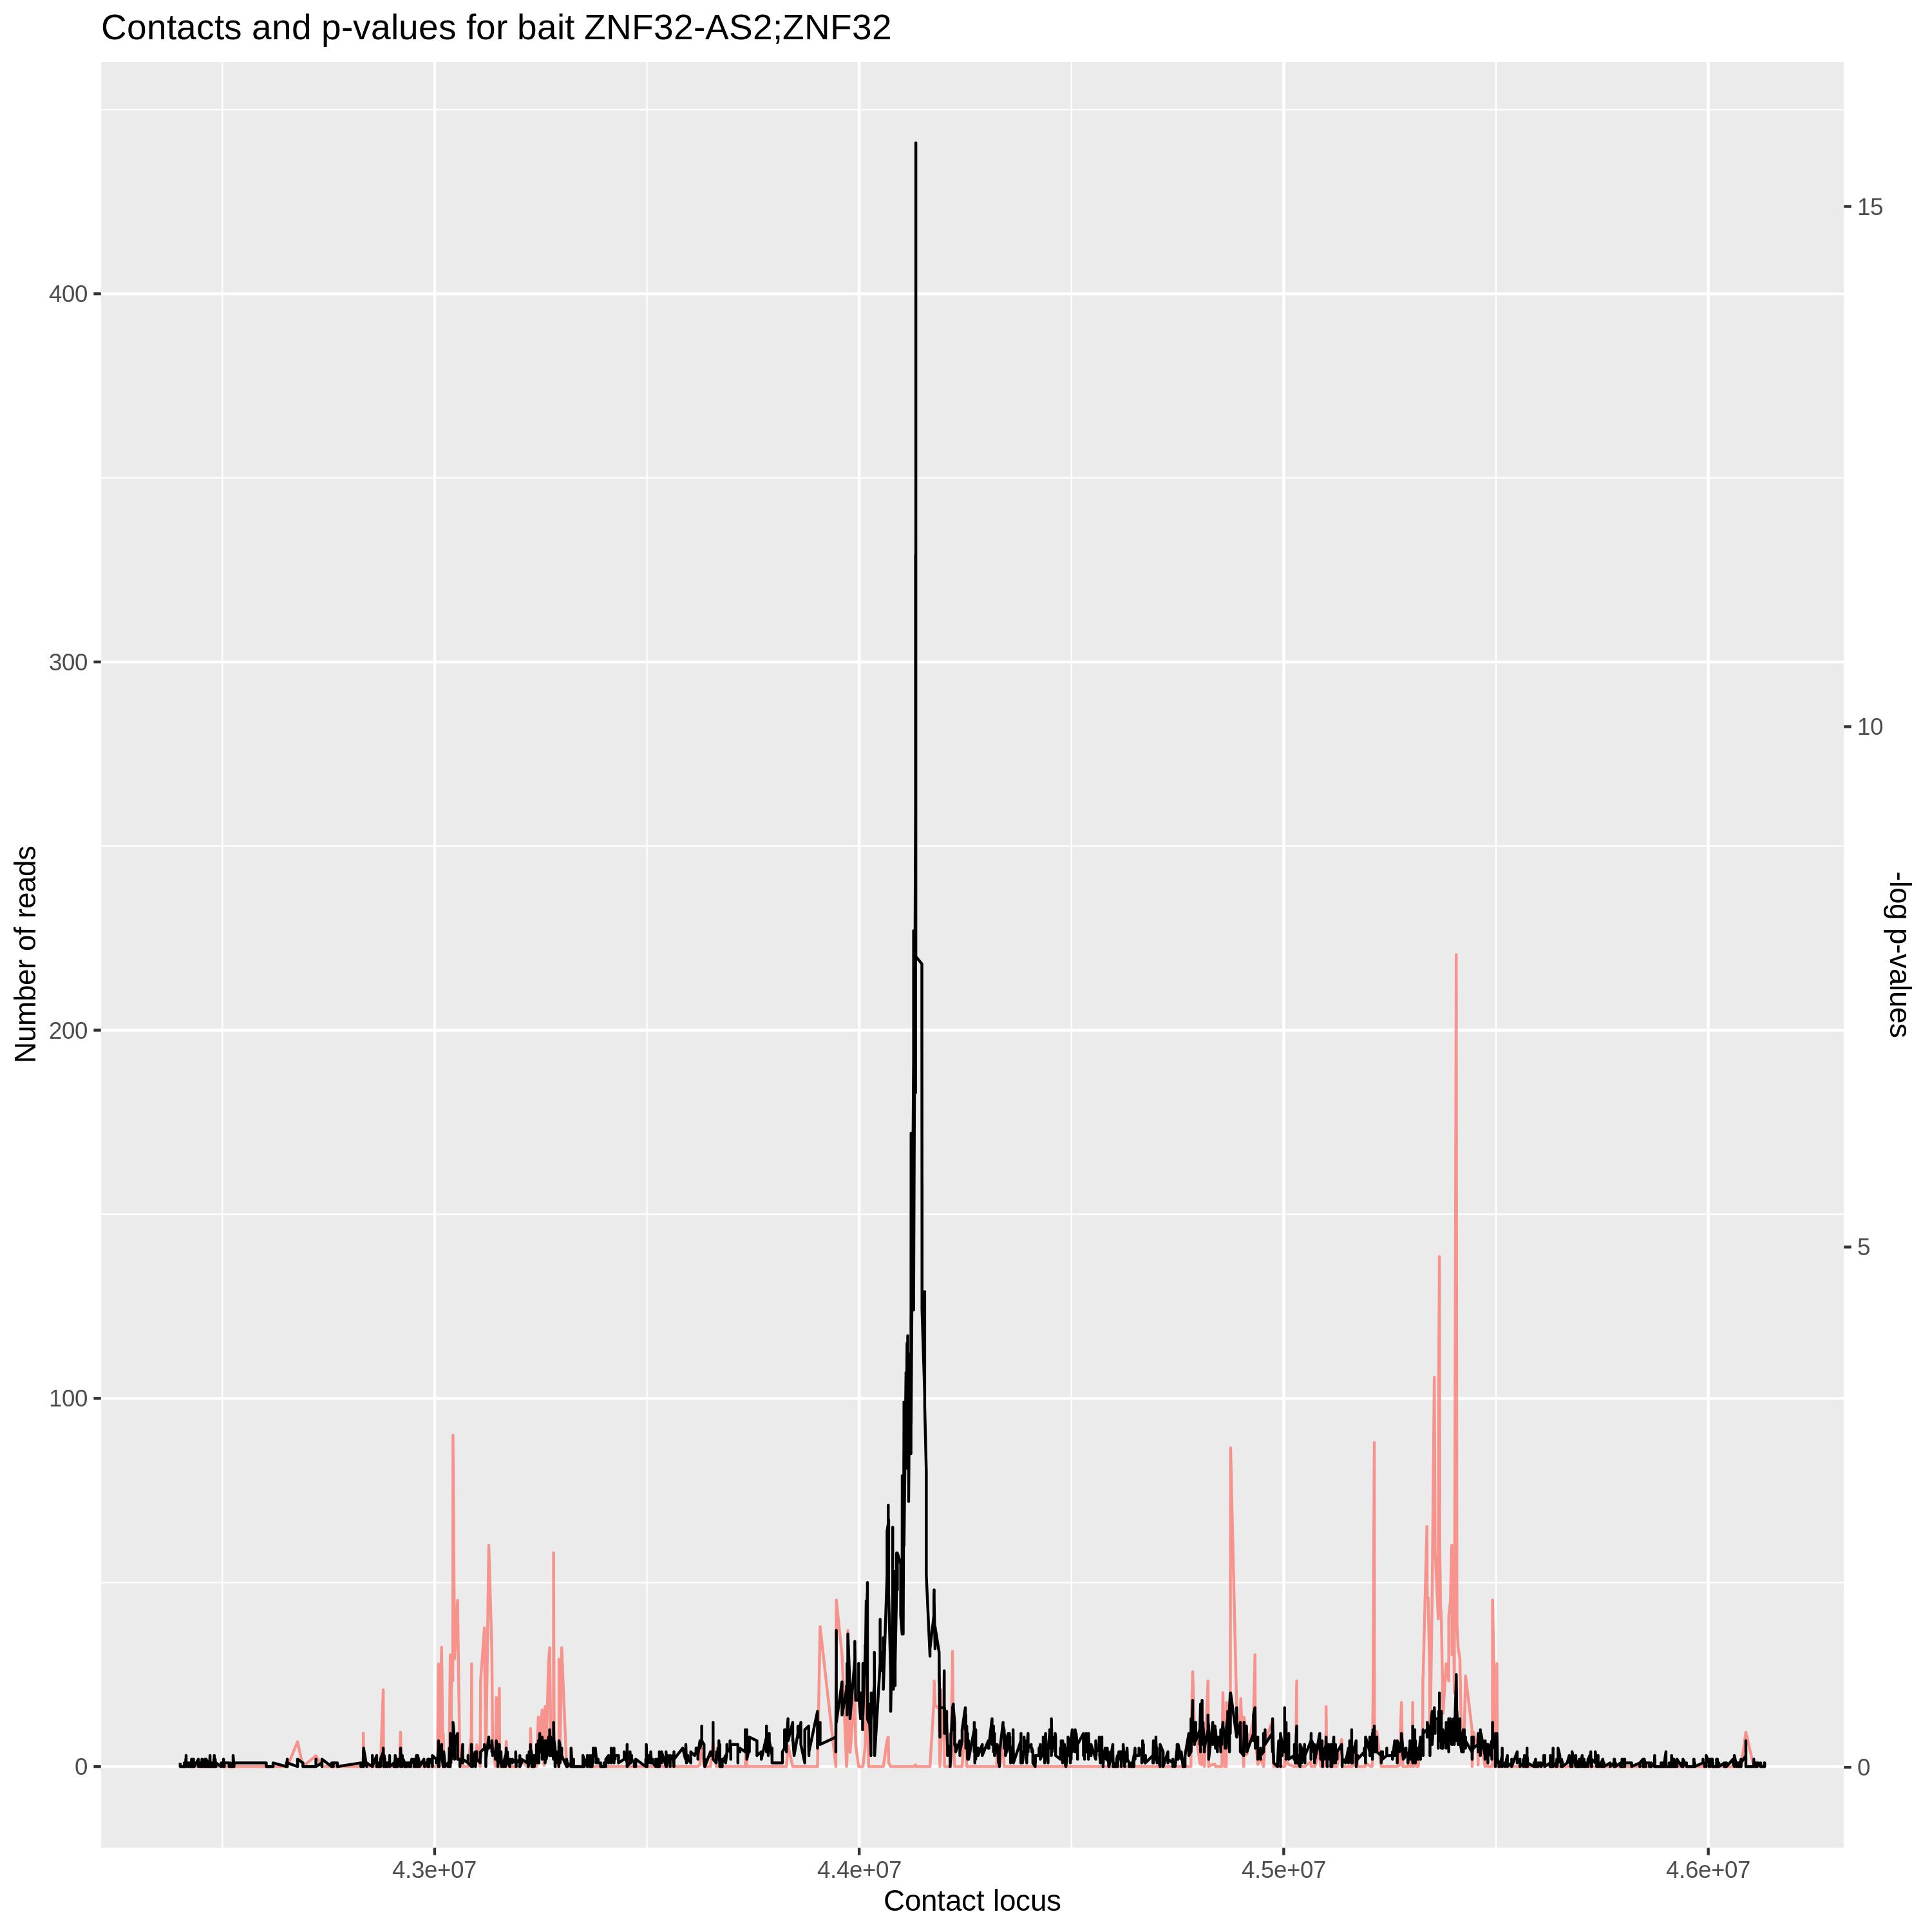 Contacts and p-values for bait ZNF32-AS2;ZNF32
Number of reads
400
300
200
100
0
15
10
5
0
-log p-values
4.3e+07
4.4e+07
4.5e+07
4.6e+07
Contact locus